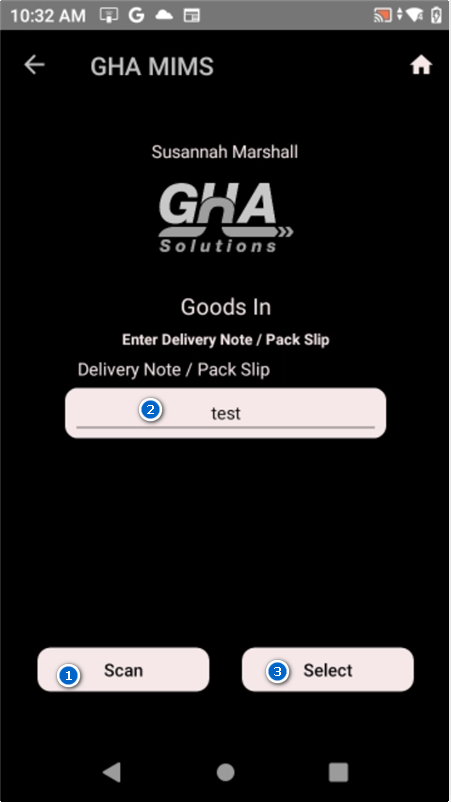 10:32 AM G
GHA MIMS
Susannah Marshall
GHA
Solutions
Goods In
Enter Delivery Note / Pack Slip
Delivery Note / Pack Slip
2 test
1 Scan 3 Select